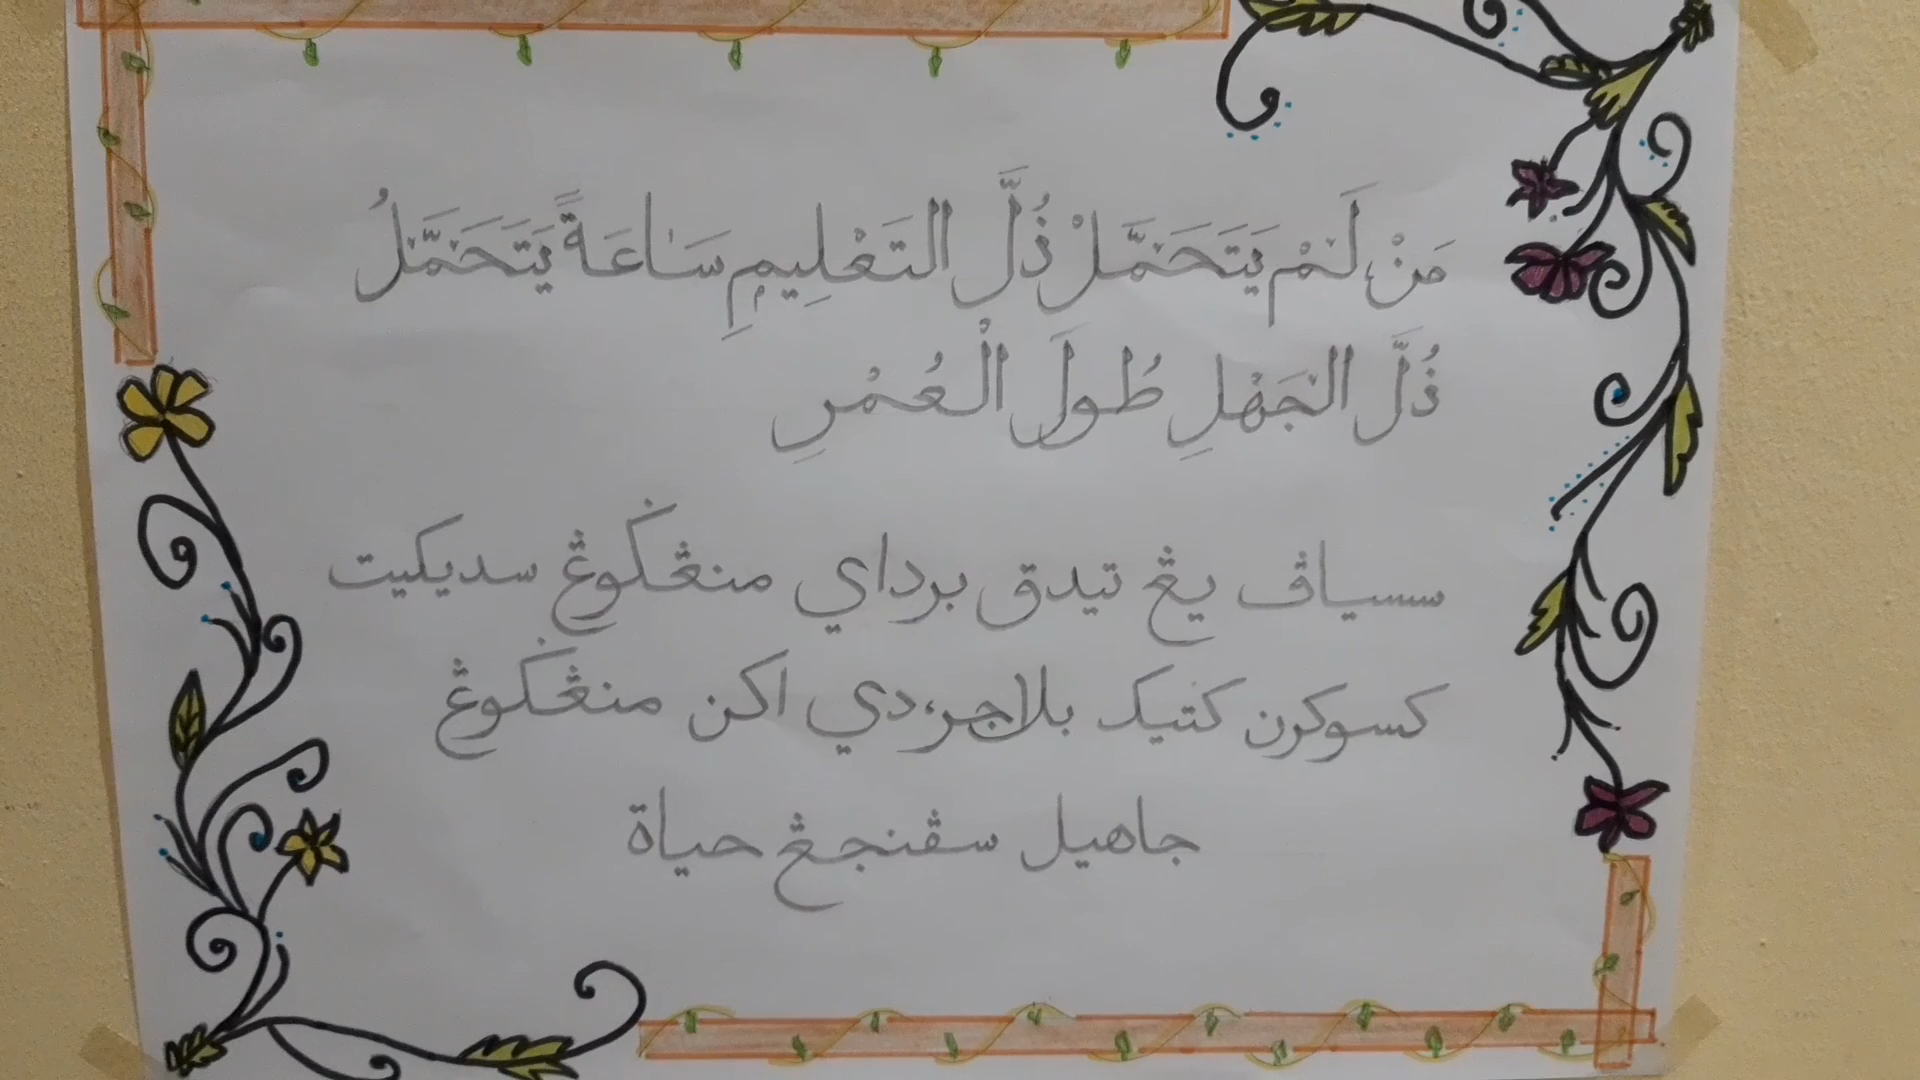 مَنْ لَمْ يَتَحَمَّلْ ذُلَّ التَعْلِيمِ سَاعَةً يَتَحَمَّلُ
ذُلَّ الجَهْلِ طُولَ الْعُمْرِ
سسياڤ يڠ تيدق برداي منڠݢوڠ سديكيت
كسوكرن كتيک بلاجر،دي اكن منڠݢوڠ
جاهيل سڤنجڠ حياة